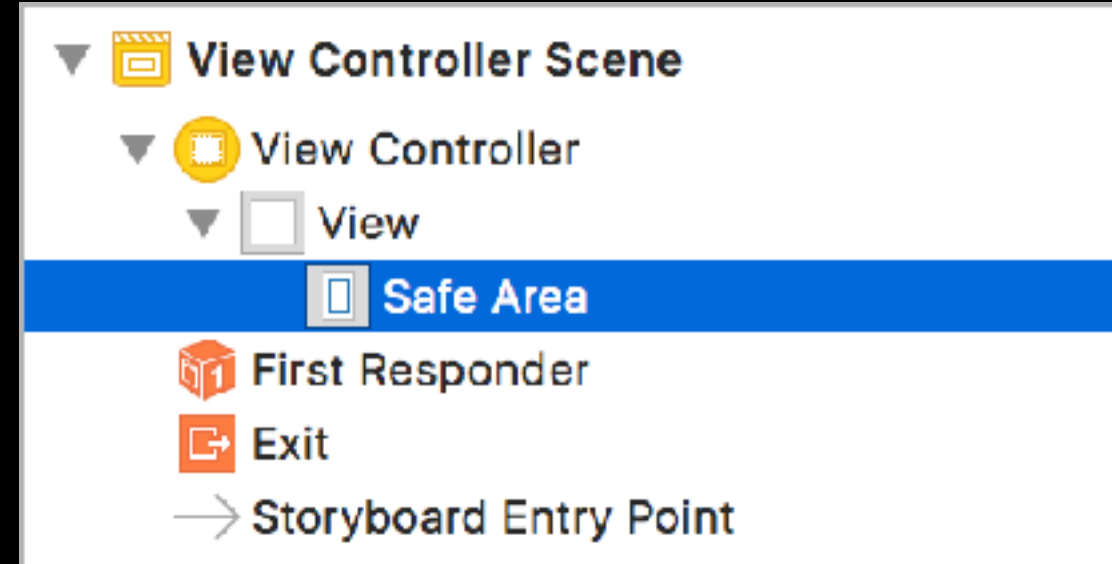 View Controller Scene
View Controller
View
Safe Area
First Responder
Exit
Storyboard Entry Point